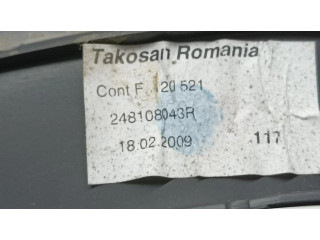 Takosan Romania
Cont F. 120 521
248108043R
18.02.2009 117